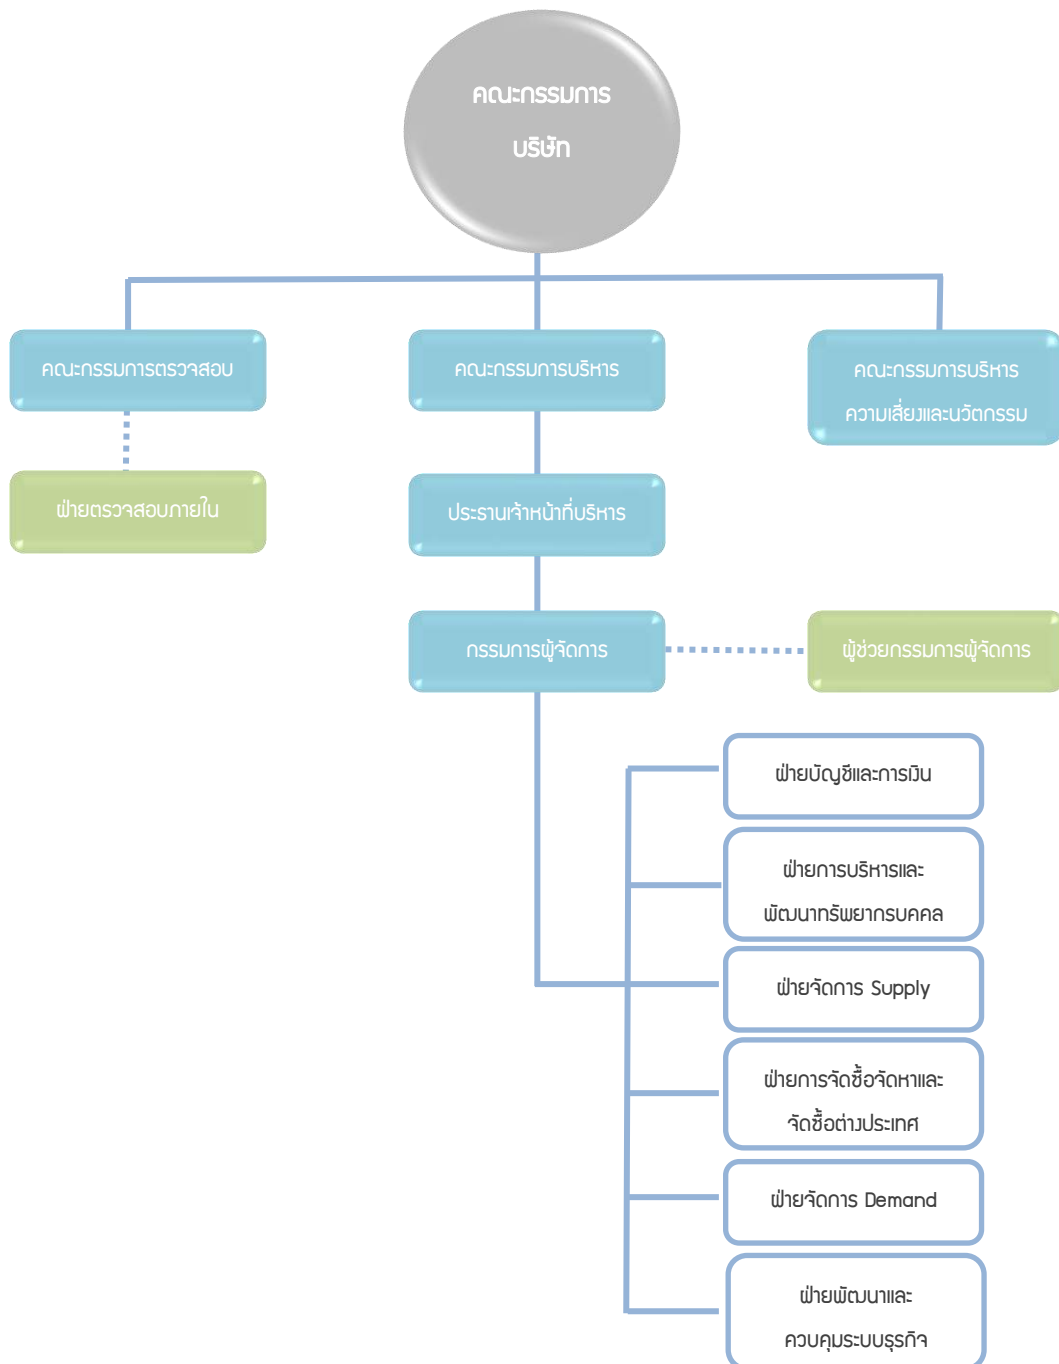 คณะกรรมการ
บริษัท
คณะกรรมการตรวจสอบ
คณะกรรมการบริหาร
คณะกรรมการบริหาร
ความเสี่ยงและนวัตกรรม
ฝ่ายตรวจสอบภายใน
ประธานเจ้าหน้าที่บริหาร
กรรมการผู้จัดการ
ผู้ช่วยกรรมการผู้จัดการ
ฝ่ายบัญชีและการเงิน
ฝ่ายการบริหารและ
พัฒนาทรัพยากรบคคล
ฝ่ายจัดการ Supply
ฝ่ายการจัดซื้อจัดหาและ
จัดซื้อต่างประเทศ
ฝ่ายจัดการ Demand
ฝ่ายพัฒนาและ
ควบคุมระบบธุรกิจ